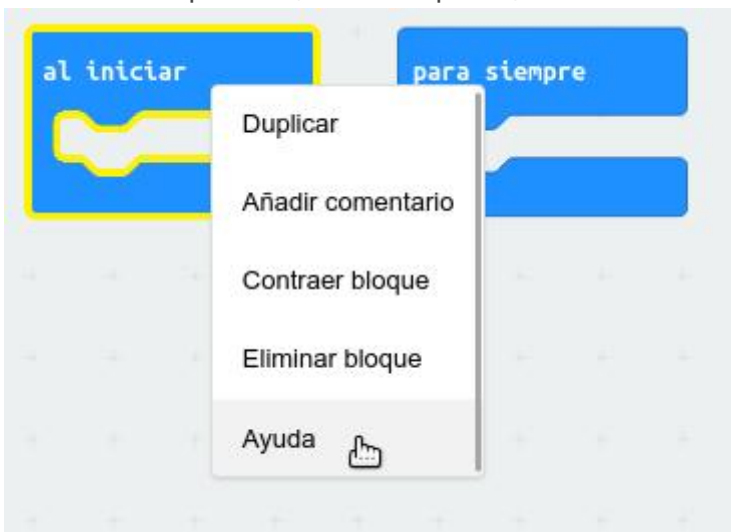 al iniciar
para siempre
Duplicar
Añadir comentario
Contraer bloque
Eliminar bloque
Ayuda